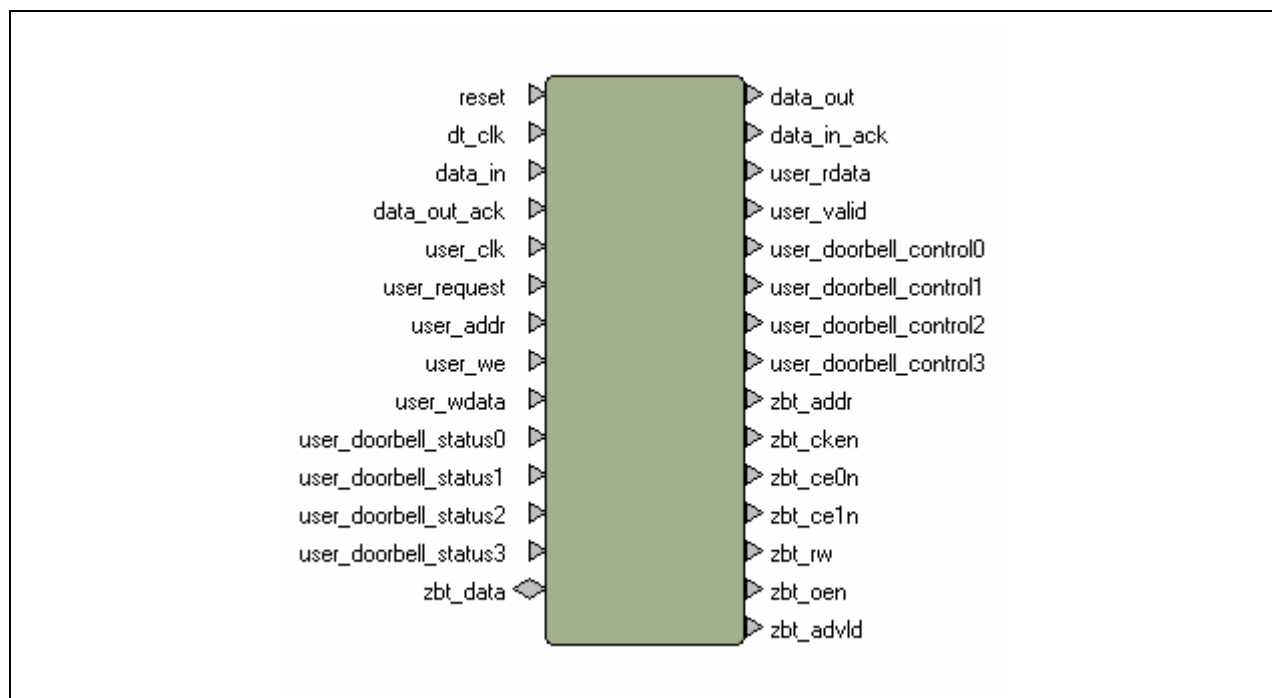 reset
dt_clk
data_in
data_out_ack
user_clk
user_request
user_addr
user_we
user_wdata
user_doorbell_status0
user_doorbell_status1
user_doorbell_status2
user_doorbell_status3
zbt_data
data_out
data_in_ack
user_rdata
user_valid
user_doorbell_control0
user_doorbell_control1
user_doorbell_control2
user_doorbell_control3
zbt_addr
zbt_cken
zbt_ce0n
zbt_ce1n
zbt_rw
zbt_oen
zbt_advld